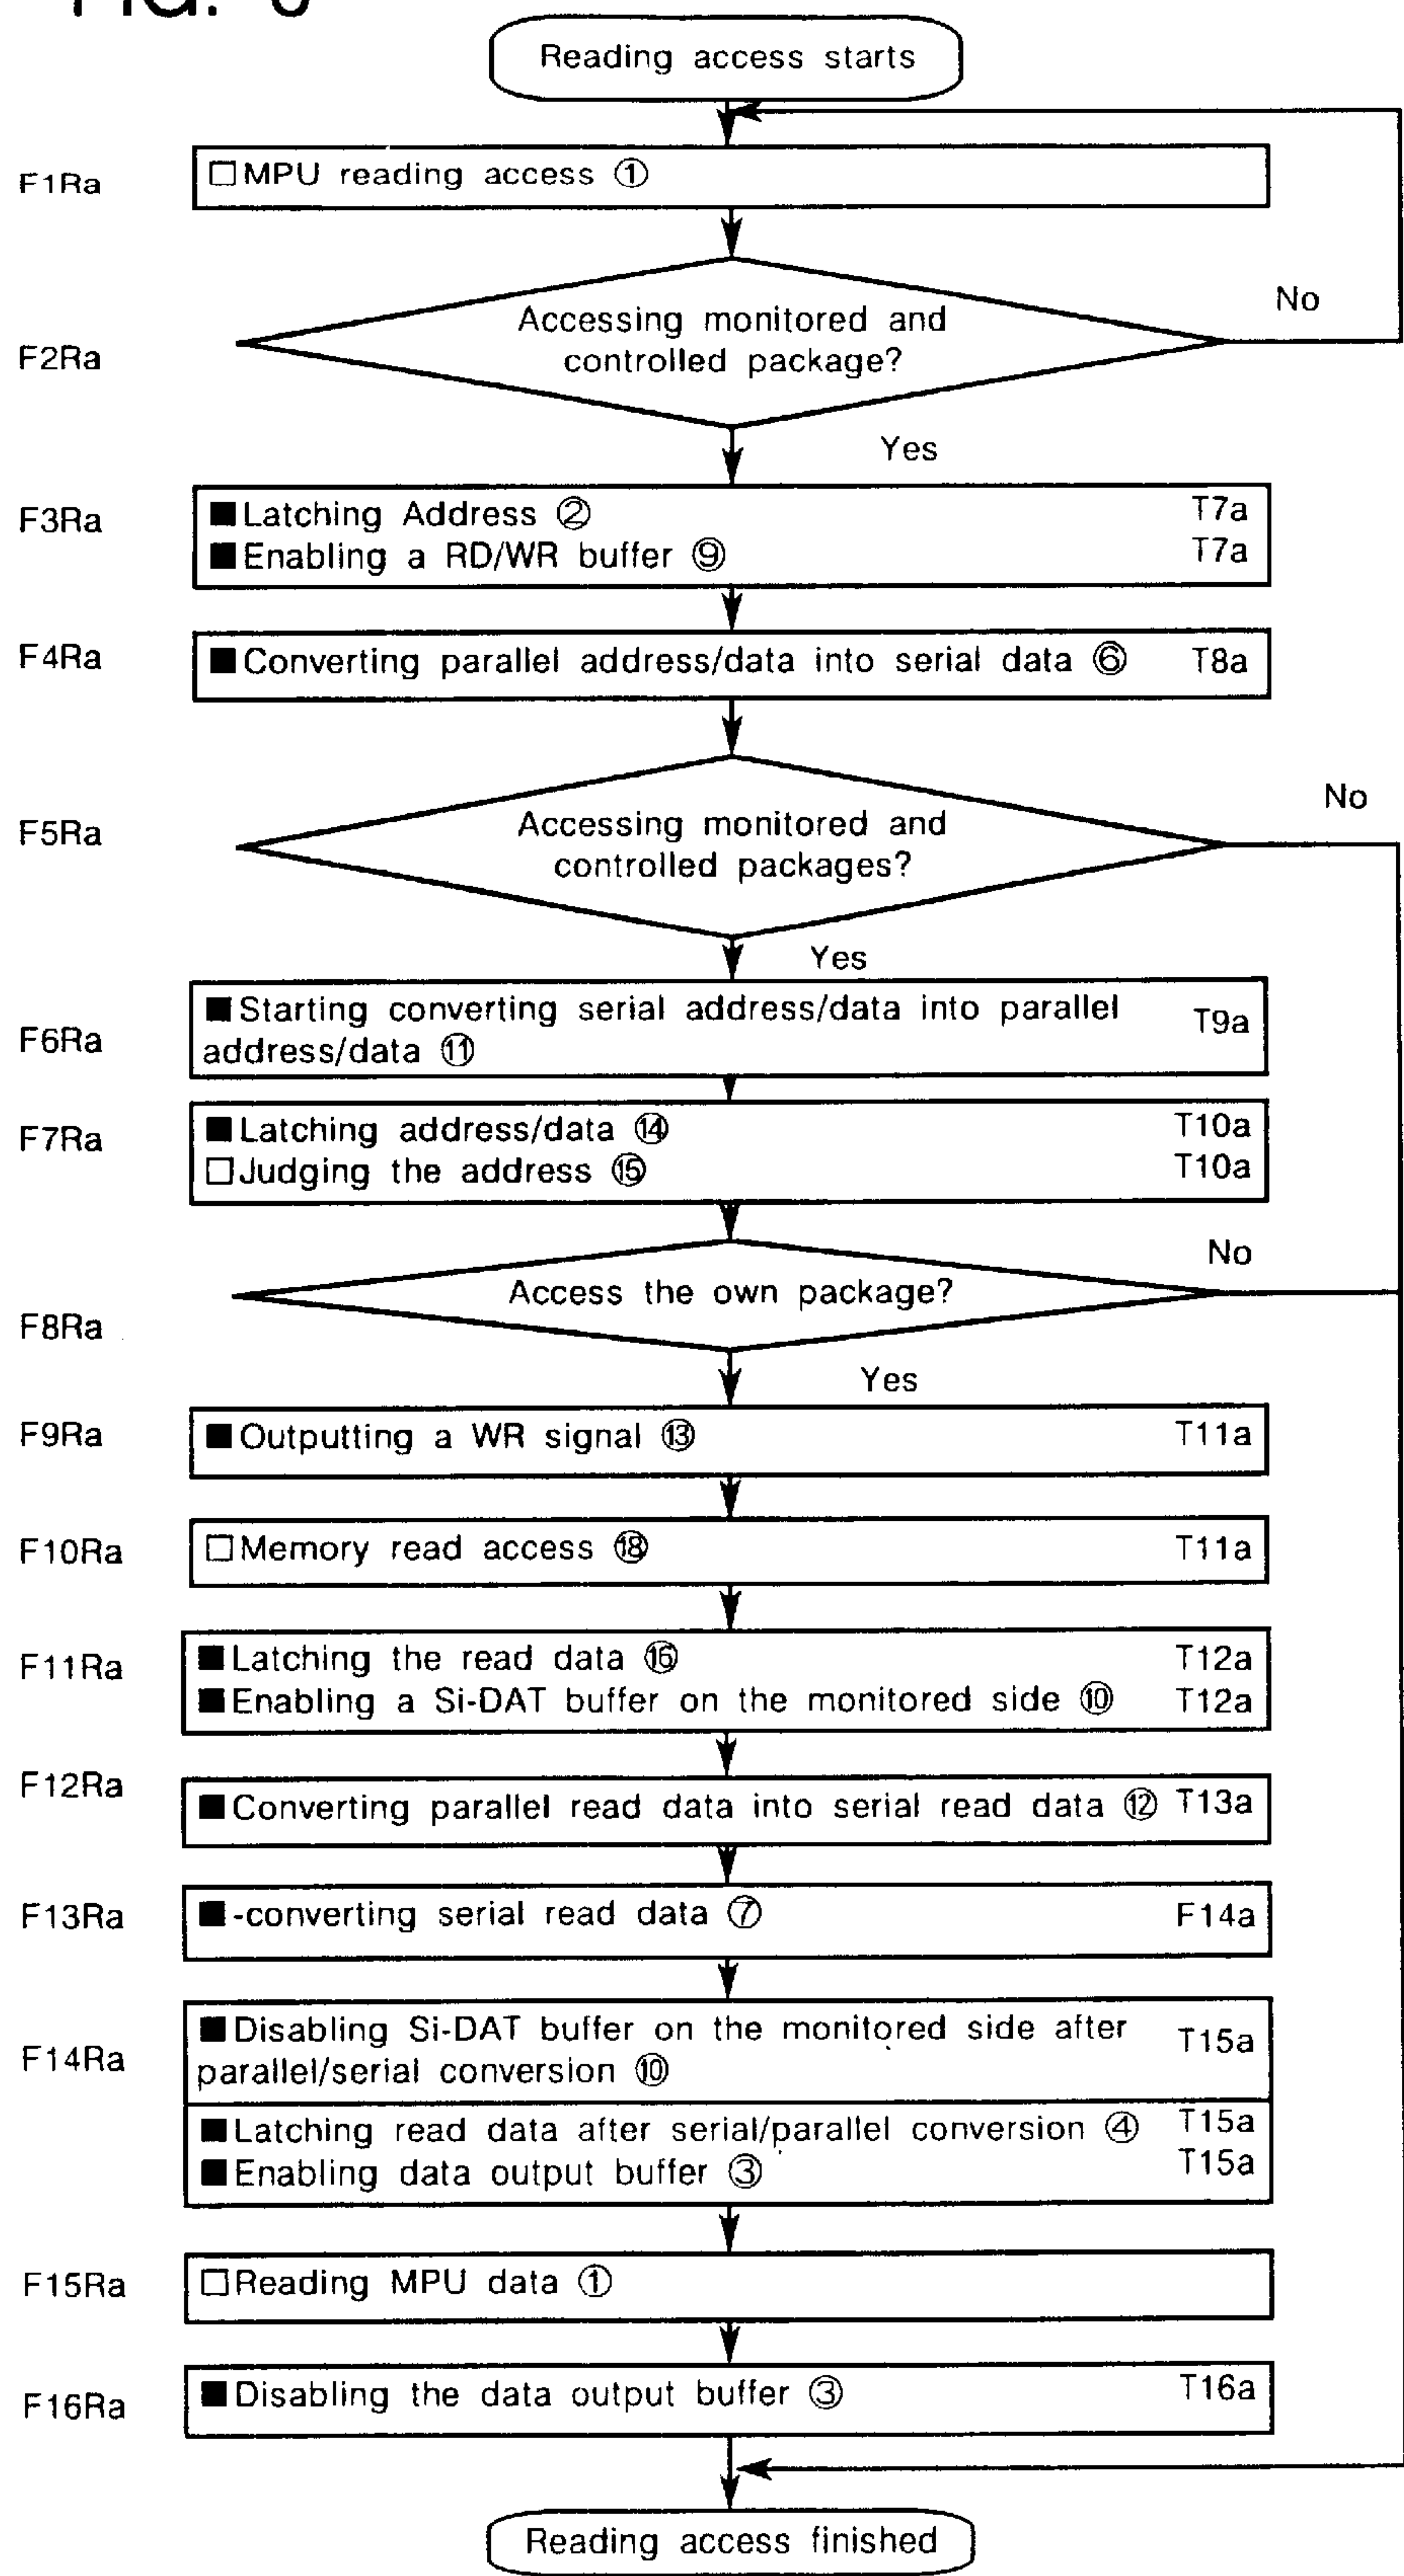 Reading access starts
F1Ra □MPU reading access ①
F2Ra Accessing monitored and
controlled package?
No
Yes
F3Ra ■Latching Address ② T7a
■Enabling a RD/WR buffer ⑨ T7a
F4Ra ■Converting parallel address/data into serial data ⑥ T8a
F5Ra Accessing monitored and
controlled packages?
No
Yes
F6Ra ■Starting converting serial address/data into parallel T9a
address/data ⑪
F7Ra ■Latching address/data ⑭ T10a
□Judging the address ⑮ T10a
F8Ra Access the own package?
No
Yes
F9Ra ■Outputting a WR signal ⑬ T11a
F10Ra □Memory read access ⑱ T11a
F11Ra ■Latching the read data ⑯ T12a
■Enabling a Si-DAT buffer on the monitored side ⑩ T12a
F12Ra ■Converting parallel read data into serial read data ⑫ T13a
F13Ra ■-converting serial read data ⑦ F14a
F14Ra ■Disabling Si-DAT buffer on the monitored side after T15a
parallel/serial conversion ⑩
■Latching read data after serial/parallel conversion ④ T15a
■Enabling data output buffer ③ T15a
F15Ra □Reading MPU data ①
F16Ra ■Disabling the data output buffer ③ T16a
Reading access finished